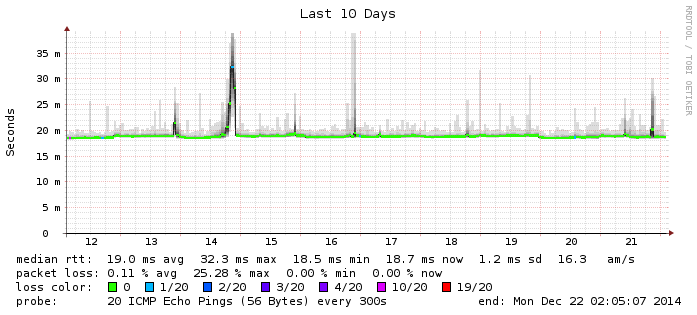 Last 10 Days
RRDTOOL / TOBI OETIKER
Seconds
35 m
30 m
25 m
20 m
15 m
10 m
5 m
0
12 13 14 15 16 17 18 19 20 21
median rtt: 19.0 ms avg 32.3 ms max 18.5 ms min 18.7 ms now 1.2 ms sd 16.3 am/s
packet loss: 0.11 % avg 25.28 % max 0.00 % min 0.00 % now
loss color: 0 1/20 2/20 3/20 4/20 10/20 19/20
probe: 20 ICMP Echo Pings (56 Bytes) every 300s end: Mon Dec 22 02:05:07 2014